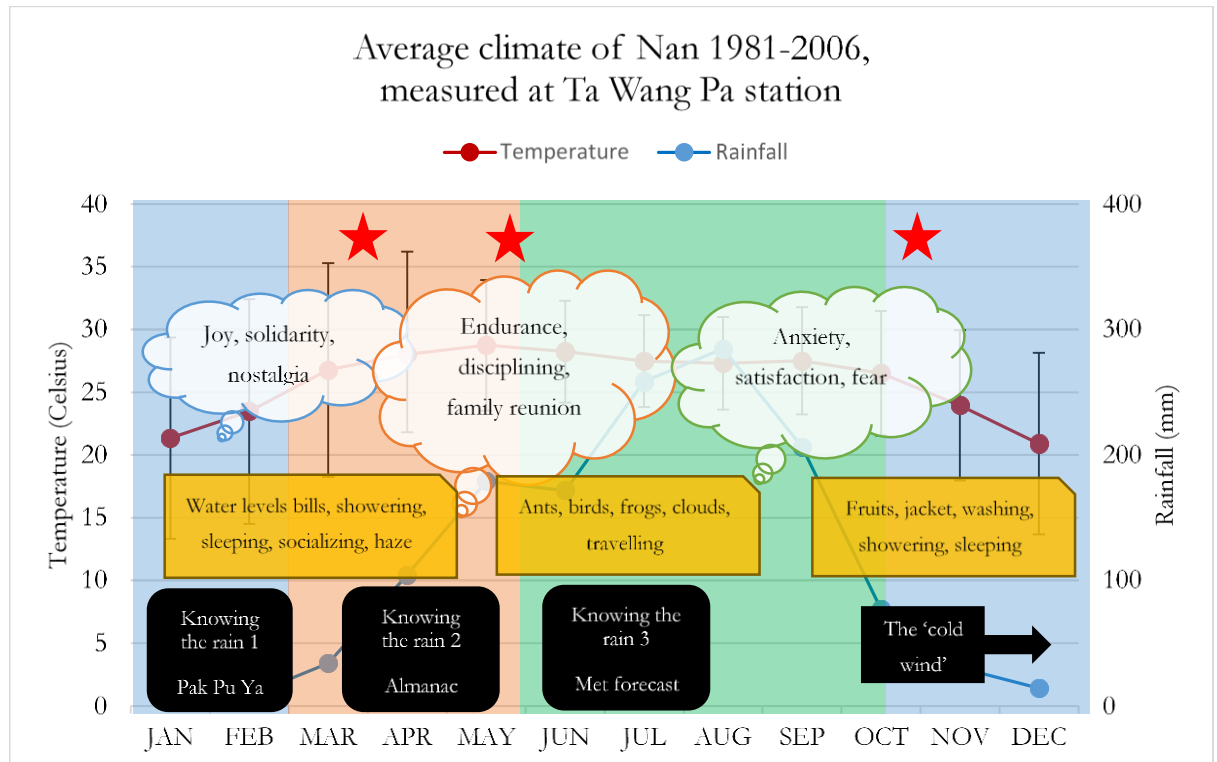 Average climate of Nan 1981-2006,
measured at Ta Wang Pa station
Temperature
Rainfall
40
35
30
25
20
15
10
5
0
Temperature (Celsius)
400
300
200
100
0
Rainfall (mm)
Joy, solidarity,
nostalgia
Endurance,
disciplining,
family reunion
Anxiety,
satisfaction, fear
Water levels bills, showering,
sleeping, socializing, haze
Ants, birds, frogs, clouds,
travelling
Fruits, jacket, washing,
showering, sleeping
Knowing
the rain 1
Pak Pu Ya
Knowing
the rain 2
Almanac
Knowing the
rain 3
Met forecast
The ‘cold
wind’
JAN FEB MAR APR MAY JUN JUL AUG SEP OCT NOV DEC